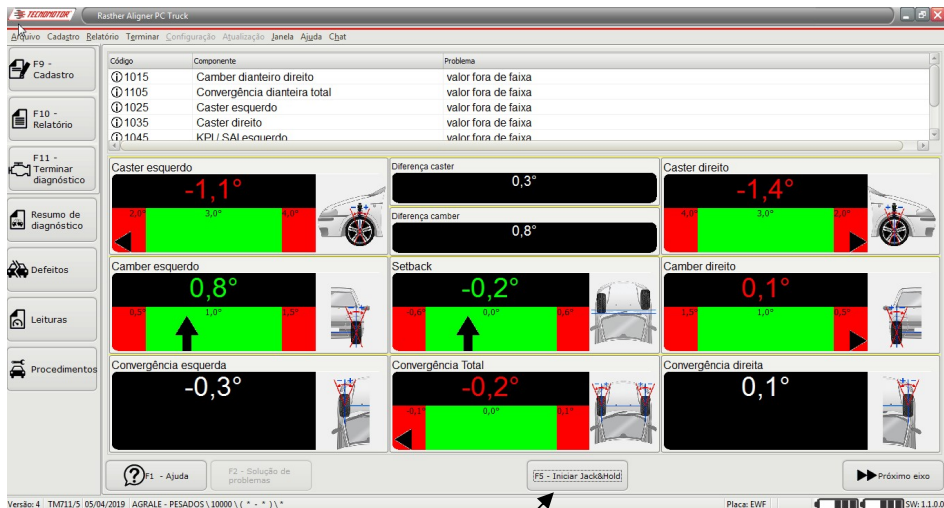 TECNOMOTOR
Rasther Aligner PC Truck
Arquivo Cadastro Relatório Terminar Configuração Atualização Janela Ajuda Chat
F9 - Cadastro
F10 - Relatório
F11 - Terminar diagnóstico
Resumo de diagnóstico
Defeitos
Leituras
Procedimentos
Código Componente Problema
1015 Camber dianteiro direito valor fora de faixa
1105 Convergência dianteira total valor fora de faixa
1025 Caster esquerdo valor fora de faixa
1035 Caster direito valor fora de faixa
1045 KPI/ SAI esquerdo valor fora de faixa
Caster esquerdo
-1,1°
2,0° 3,0° 4,0°
Diferença caster
0,3°
Diferença camber
0,8°
Caster direito
-1,4°
4,0° 3,0° 2,0°
Camber esquerdo
0,8°
0,5° 1,0° 1,5°
Setback
-0,2°
-0,6° 0,0° 0,6°
Camber direito
0,1°
1,5° 1,0° 0,5°
Convergência esquerda
-0,3°
Convergência Total
-0,2°
-0,1° 0,0° 0,1°
Convergência direita
0,1°
F1 - Ajuda
F2 - Solução de problemas
F5 - Iniciar Jack&Hold
Próximo eixo
Versão: 4 TM711/5 05/04/2019 AGRALE - PESADOS \ 10000 \ ( * - * ) \ *
Placa: EWF
SW: 1.1.0.0